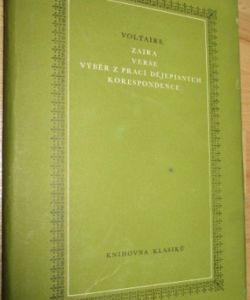 VOLTAIRE
ZAIRA
VERŠE
VÝBĚR Z PRACÍ DĚJEPISNÝCH
KORESPONDENCE
KNIHOVNA KLASIKŮ